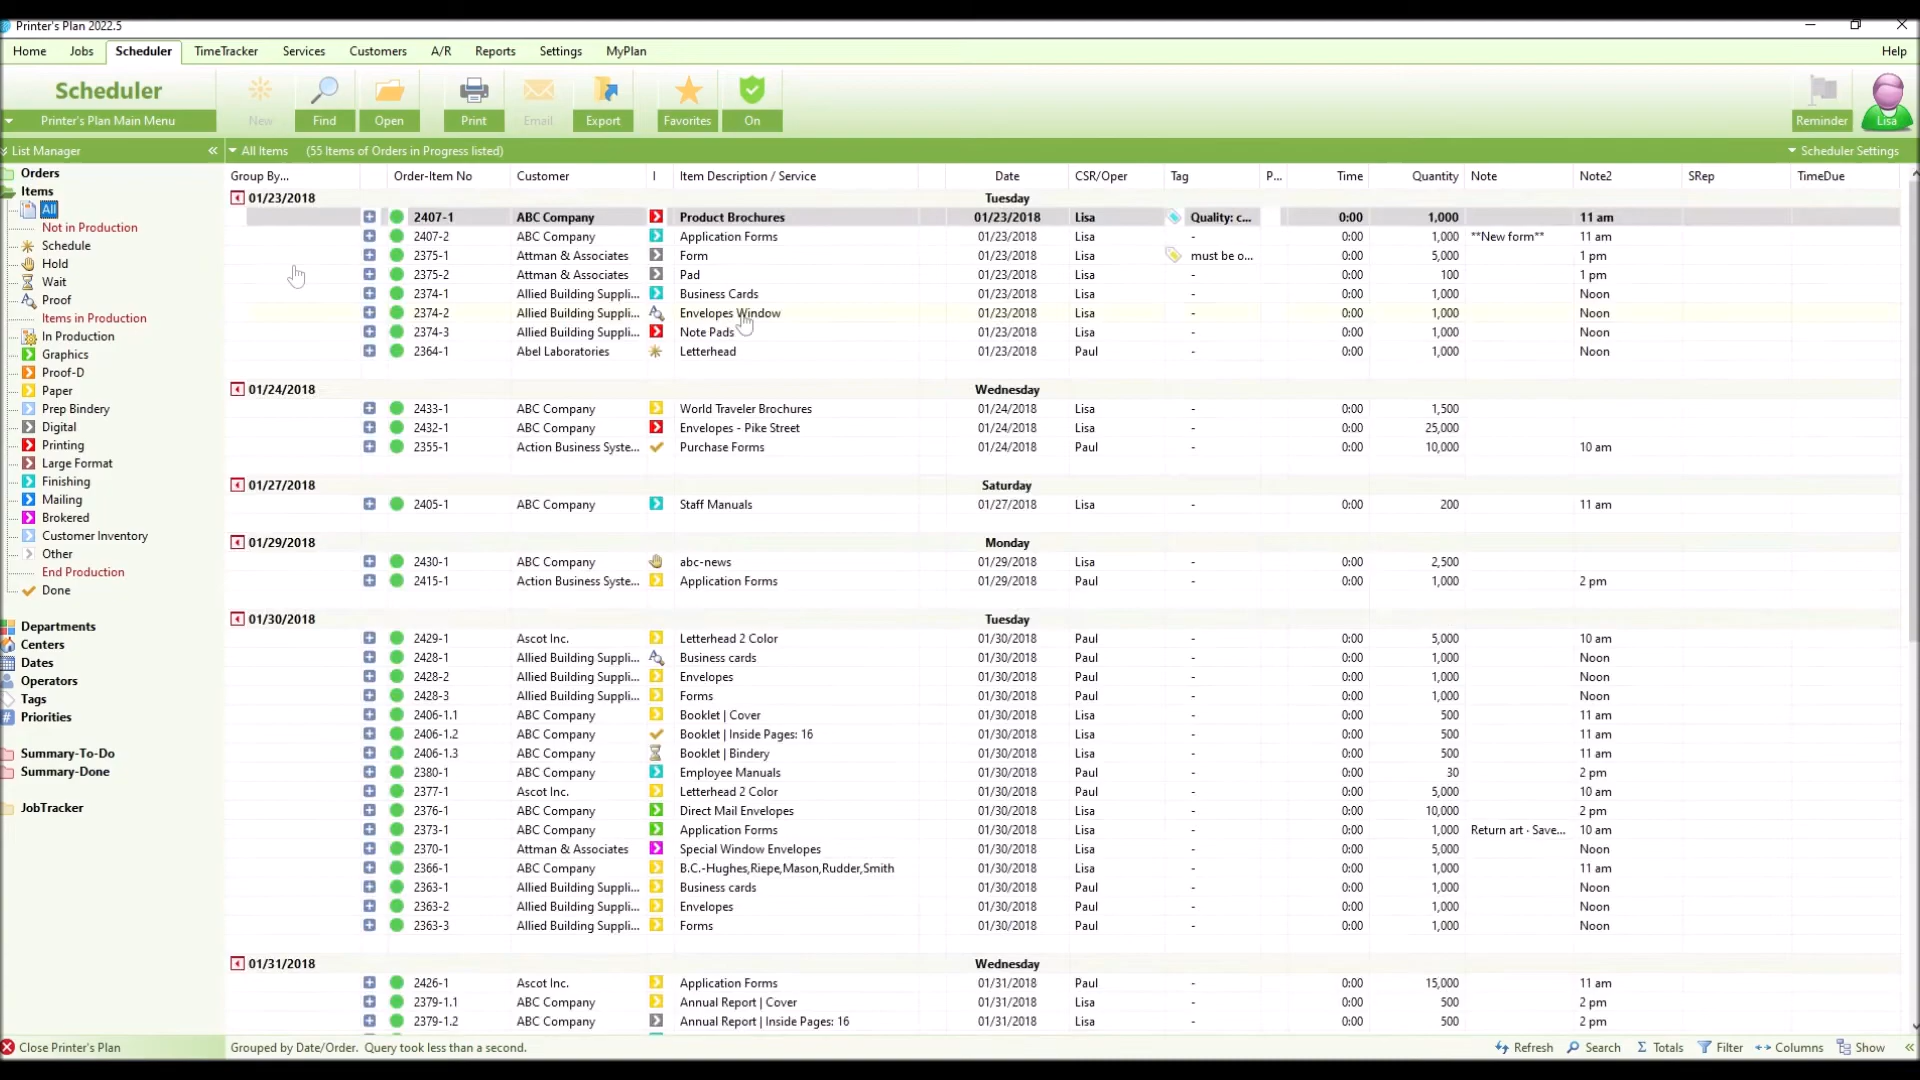 Printer's Plan 2022.5
Home Jobs Scheduler TimeTracker Services Customers A/R Reports Settings MyPlan Help
Scheduler
Printer's Plan Main Menu New Find Open Print Email Export Favorites On Reminder Lisa
List Manager « All Items (55 Items of Orders in Progress listed) Scheduler Settings
Orders
Items
All
Not in Production
Schedule
Hold
Wait
Proof
Items in Production
In Production
Graphics
Proof-D
Paper
Prep Bindery
Digital
Printing
Large Format
Finishing
Mailing
Brokered
Customer Inventory
Other
End Production
Done
Departments
Centers
Dates
Operators
Tags
Priorities
Summary-To-Do
Summary-Done
JobTracker
Close Printer's Plan
Group By... Order-Item No Customer I Item Description / Service Date CSR/Oper Tag P... Time Quantity Note Note2 SRep TimeDue
01/23/2018 Tuesday
2407-1 ABC Company Product Brochures 01/23/2018 Lisa Quality: c... 0:00 1,000 11 am
2407-2 ABC Company Application Forms 01/23/2018 Lisa - 0:00 1,000 **New form** 11 am
2375-1 Attman & Associates Form 01/23/2018 Lisa must be o... 0:00 5,000 1 pm
2375-2 Attman & Associates Pad 01/23/2018 Lisa - 0:00 100 1 pm
2374-1 Allied Building Suppli... Business Cards 01/23/2018 Lisa - 0:00 1,000 Noon
2374-2 Allied Building Suppli... Envelopes Window 01/23/2018 Lisa - 0:00 1,000 Noon
2374-3 Allied Building Suppli... Note Pads 01/23/2018 Lisa - 0:00 1,000 Noon
2364-1 Abel Laboratories Letterhead 01/23/2018 Paul - 0:00 1,000 Noon
01/24/2018 Wednesday
2433-1 ABC Company World Traveler Brochures 01/24/2018 Lisa - 0:00 1,500
2432-1 ABC Company Envelopes - Pike Street 01/24/2018 Lisa - 0:00 25,000
2355-1 Action Business Syste... Purchase Forms 01/24/2018 Paul - 0:00 10,000 10 am
01/27/2018 Saturday
2405-1 ABC Company Staff Manuals 01/27/2018 Lisa - 0:00 200 11 am
01/29/2018 Monday
2430-1 ABC Company abc-news 01/29/2018 Lisa - 0:00 2,500
2415-1 Action Business Syste... Application Forms 01/29/2018 Paul - 0:00 1,000 2 pm
01/30/2018 Tuesday
2429-1 Ascot Inc. Letterhead 2 Color 01/30/2018 Paul - 0:00 5,000 10 am
2428-1 Allied Building Suppli... Business cards 01/30/2018 Paul - 0:00 1,000 Noon
2428-2 Allied Building Suppli... Envelopes 01/30/2018 Paul - 0:00 1,000 Noon
2428-3 Allied Building Suppli... Forms 01/30/2018 Paul - 0:00 1,000 Noon
2406-1.1 ABC Company Booklet | Cover 01/30/2018 Lisa - 0:00 500 11 am
2406-1.2 ABC Company Booklet | Inside Pages: 16 01/30/2018 Lisa - 0:00 500 11 am
2406-1.3 ABC Company Booklet | Bindery 01/30/2018 Lisa - 0:00 500 11 am
2380-1 ABC Company Employee Manuals 01/30/2018 Paul - 0:00 30 2 pm
2377-1 Ascot Inc. Letterhead 2 Color 01/30/2018 Paul - 0:00 5,000 10 am
2376-1 ABC Company Direct Mail Envelopes 01/30/2018 Lisa - 0:00 10,000 2 pm
2373-1 ABC Company Application Forms 01/30/2018 Lisa - 0:00 1,000 Return art · Save... 10 am
2370-1 Attman & Associates Special Window Envelopes 01/30/2018 Lisa - 0:00 5,000 Noon
2366-1 ABC Company B.C.-Hughes,Riepe,Mason,Rudder,Smith 01/30/2018 Lisa - 0:00 1,000 11 am
2363-1 Allied Building Suppli... Business cards 01/30/2018 Paul - 0:00 1,000 Noon
2363-2 Allied Building Suppli... Envelopes 01/30/2018 Paul - 0:00 1,000 Noon
2363-3 Allied Building Suppli... Forms 01/30/2018 Paul - 0:00 1,000 Noon
01/31/2018 Wednesday
2426-1 Ascot Inc. Application Forms 01/31/2018 Paul - 0:00 15,000 11 am
2379-1.1 ABC Company Annual Report | Cover 01/31/2018 Lisa - 0:00 500 2 pm
2379-1.2 ABC Company Annual Report | Inside Pages: 16 01/31/2018 Lisa - 0:00 500 2 pm
Grouped by Date/Order. Query took less than a second. Refresh Search Σ Totals Filter Columns Show «